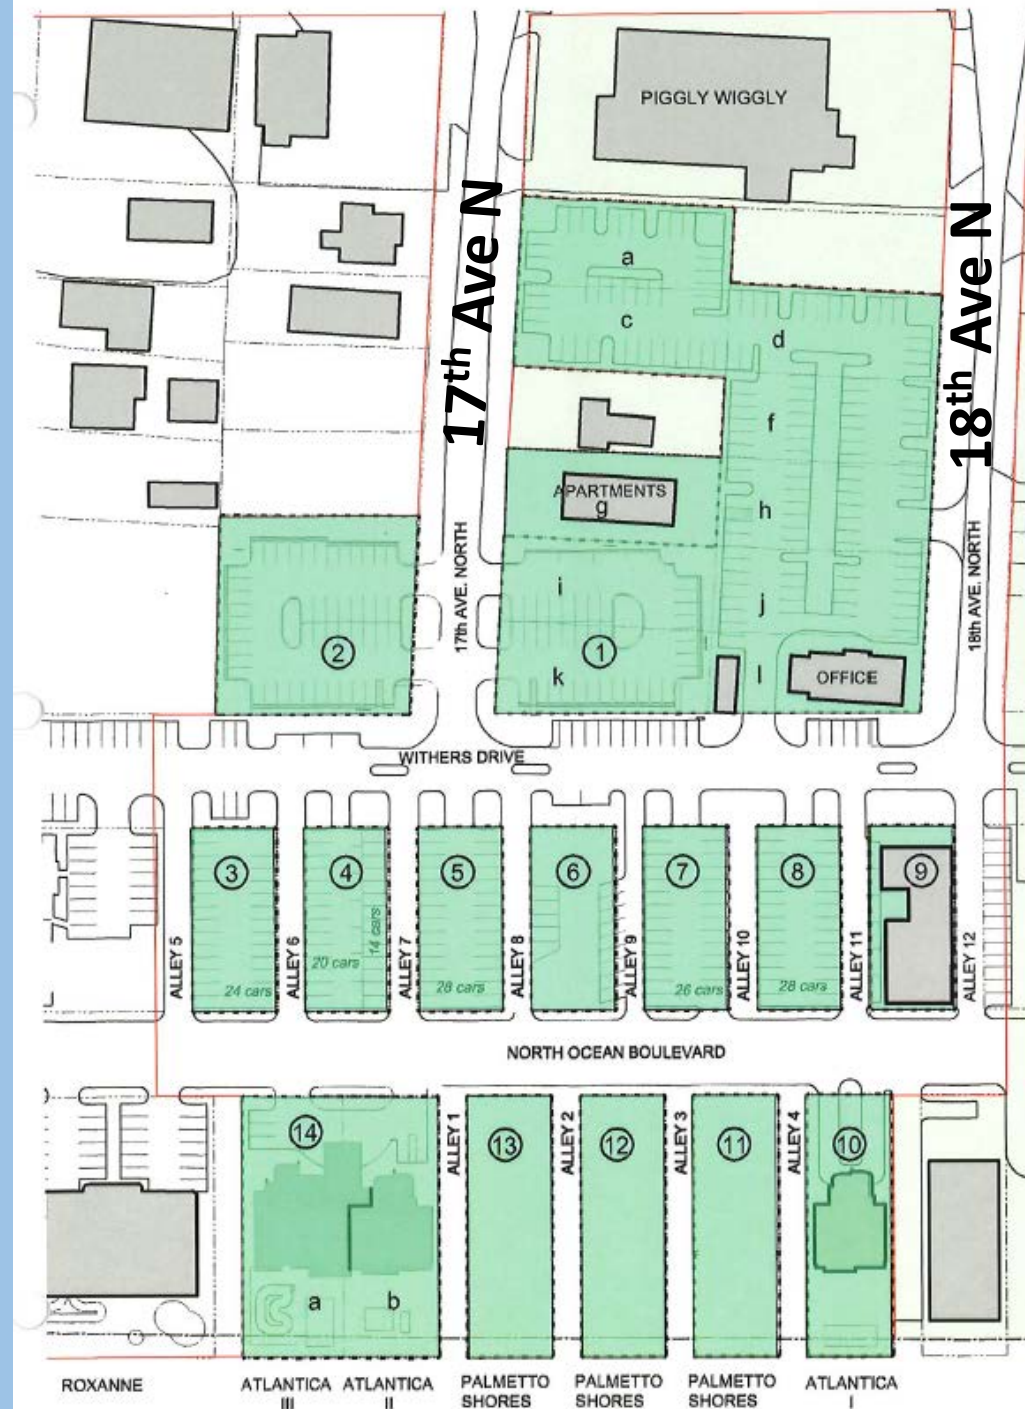 PIGGLY WIGGLY
17th Ave N
18th Ave N
a
c
d
f
APARTMENTS
g
h
i
j
17th AVE. NORTH
18th AVE. NORTH
2
1
k
l
OFFICE
WITHERS DRIVE
3
4
5
6
7
8
9
ALLEY 5
24 cars
ALLEY 6
20 cars
14 cars
ALLEY 7
28 cars
ALLEY 8
ALLEY 9
26 cars
ALLEY 10
28 cars
ALLEY 11
ALLEY 12
NORTH OCEAN BOULEVARD
14
ALLEY 1
13
ALLEY 2
12
ALLEY 3
11
ALLEY 4
10
a
b
ROXANNE
ATLANTICA
III
ATLANTICA
II
PALMETTO
SHORES
PALMETTO
SHORES
PALMETTO
SHORES
ATLANTICA
I